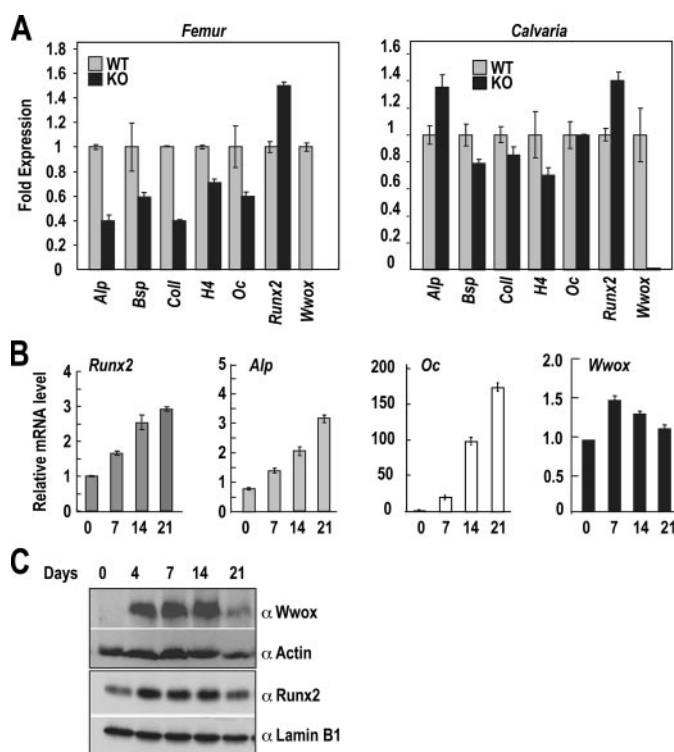 A
Femur
Calvaria
Fold Expression
1.6
1.4
1.2
1
0.8
0.6
0.4
0.2
0
WT
KO
Alp
Bsp
Coll
H4
Oc
Runx2
Wwox
1.6
1.4
1.2
1.0
0.8
0.6
0.4
0.2
0
WT
KO
Alp
Bsp
Coll
H4
Oc
Runx2
Wwox
B
Relative mRNA level
Runx2
4
3
2
1
0
0 7 14 21
Alp
5
4
3
2
1
0
0 7 14 21
Oc
200
100
50
0
0 7 14 21
Wwox
2.0
1.5
1.0
0.5
0
0 7 14 21
C
Days 0 4 7 14 21
α Wwox
α Actin
α Runx2
α Lamin B1